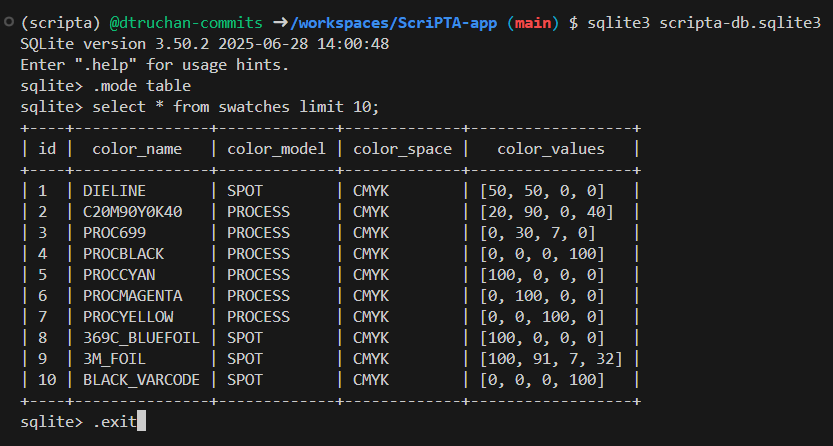 (scripta) @dtruchan-commits ➜/workspaces/ScriPTA-app (main) $ sqlite3 scripta-db.sqlite3
SQLite version 3.50.2 2025-06-28 14:00:48
Enter ".help" for usage hints.
sqlite> .mode table
sqlite> select * from swatches limit 10;
+----+---------------+-------------+-------------+------------------+
| id |  color_name   | color_model | color_space |   color_values   |
+----+---------------+-------------+-------------+------------------+
| 1  | DIELINE       | SPOT        | CMYK        | [50, 50, 0, 0]   |
| 2  | C20M90Y0K40   | PROCESS     | CMYK        | [20, 90, 0, 40]  |
| 3  | PROC699       | PROCESS     | CMYK        | [0, 30, 7, 0]    |
| 4  | PROCBLACK     | PROCESS     | CMYK        | [0, 0, 0, 100]   |
| 5  | PROCCYAN      | PROCESS     | CMYK        | [100, 0, 0, 0]   |
| 6  | PROCMAGENTA   | PROCESS     | CMYK        | [0, 100, 0, 0]   |
| 7  | PROCYELLOW    | PROCESS     | CMYK        | [0, 0, 100, 0]   |
| 8  | 369C_BLUEFOIL | SPOT        | CMYK        | [100, 0, 0, 0]   |
| 9  | 3M_FOIL       | SPOT        | CMYK        | [100, 91, 7, 32] |
| 10 | BLACK_VARCODE | SPOT        | CMYK        | [0, 0, 0, 100]   |
+----+---------------+-------------+-------------+------------------+
sqlite> .exit